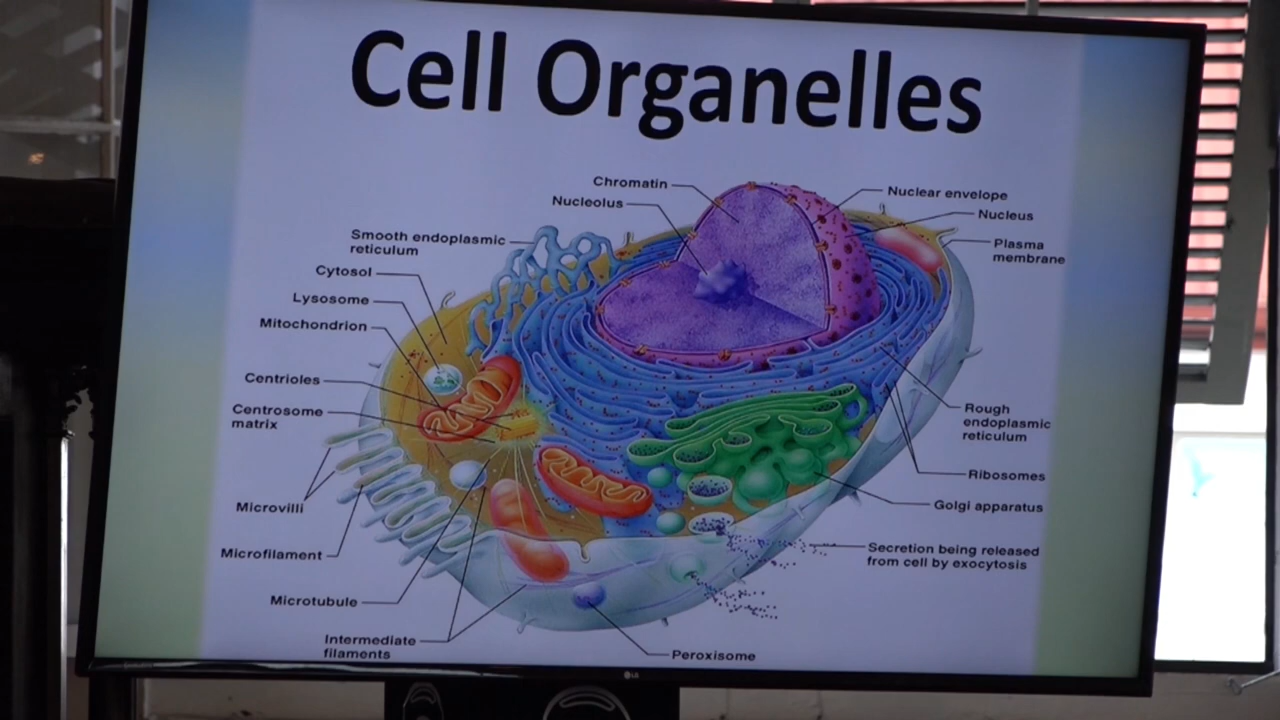 Cell Organelles
Chromatin
Nucleolus
Smooth endoplasmic
reticulum
Cytosol
Lysosome
Mitochondrion
Centrioles
Centrosome
matrix
Microvilli
Microfilament
Microtubule
Intermediate
filaments
Nuclear envelope
Nucleus
Plasma
membrane
Rough
endoplasmic
reticulum
Ribosomes
Golgi apparatus
Secretion being released
from cell by exocytosis
Peroxisome
LG